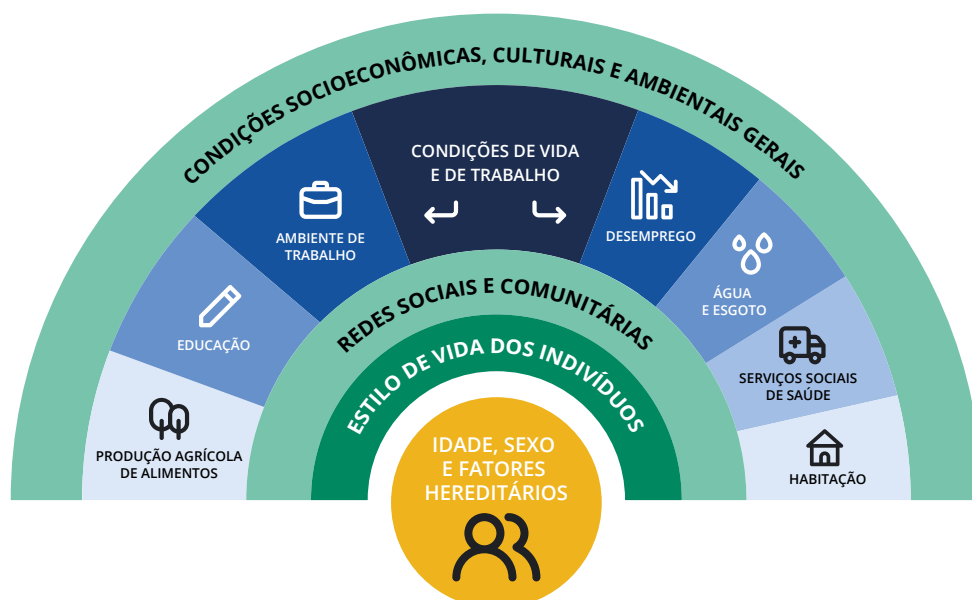 CONDIÇÕES SOCIOECONÔMICAS, CULTURAIS E AMBIENTAIS GERAIS
CONDIÇÕES DE VIDA
E DE TRABALHO
AMBIENTE DE
TRABALHO
DESEMPREGO
EDUCAÇÃO
ÁGUA
E ESGOTO
PRODUÇÃO AGRÍCOLA
DE ALIMENTOS
SERVIÇOS SOCIAIS
DE SAÚDE
HABITAÇÃO
REDES SOCIAIS E COMUNITÁRIAS
ESTILO DE VIDA DOS INDIVÍDUOS
IDADE, SEXO
E FATORES
HEREDITÁRIOS